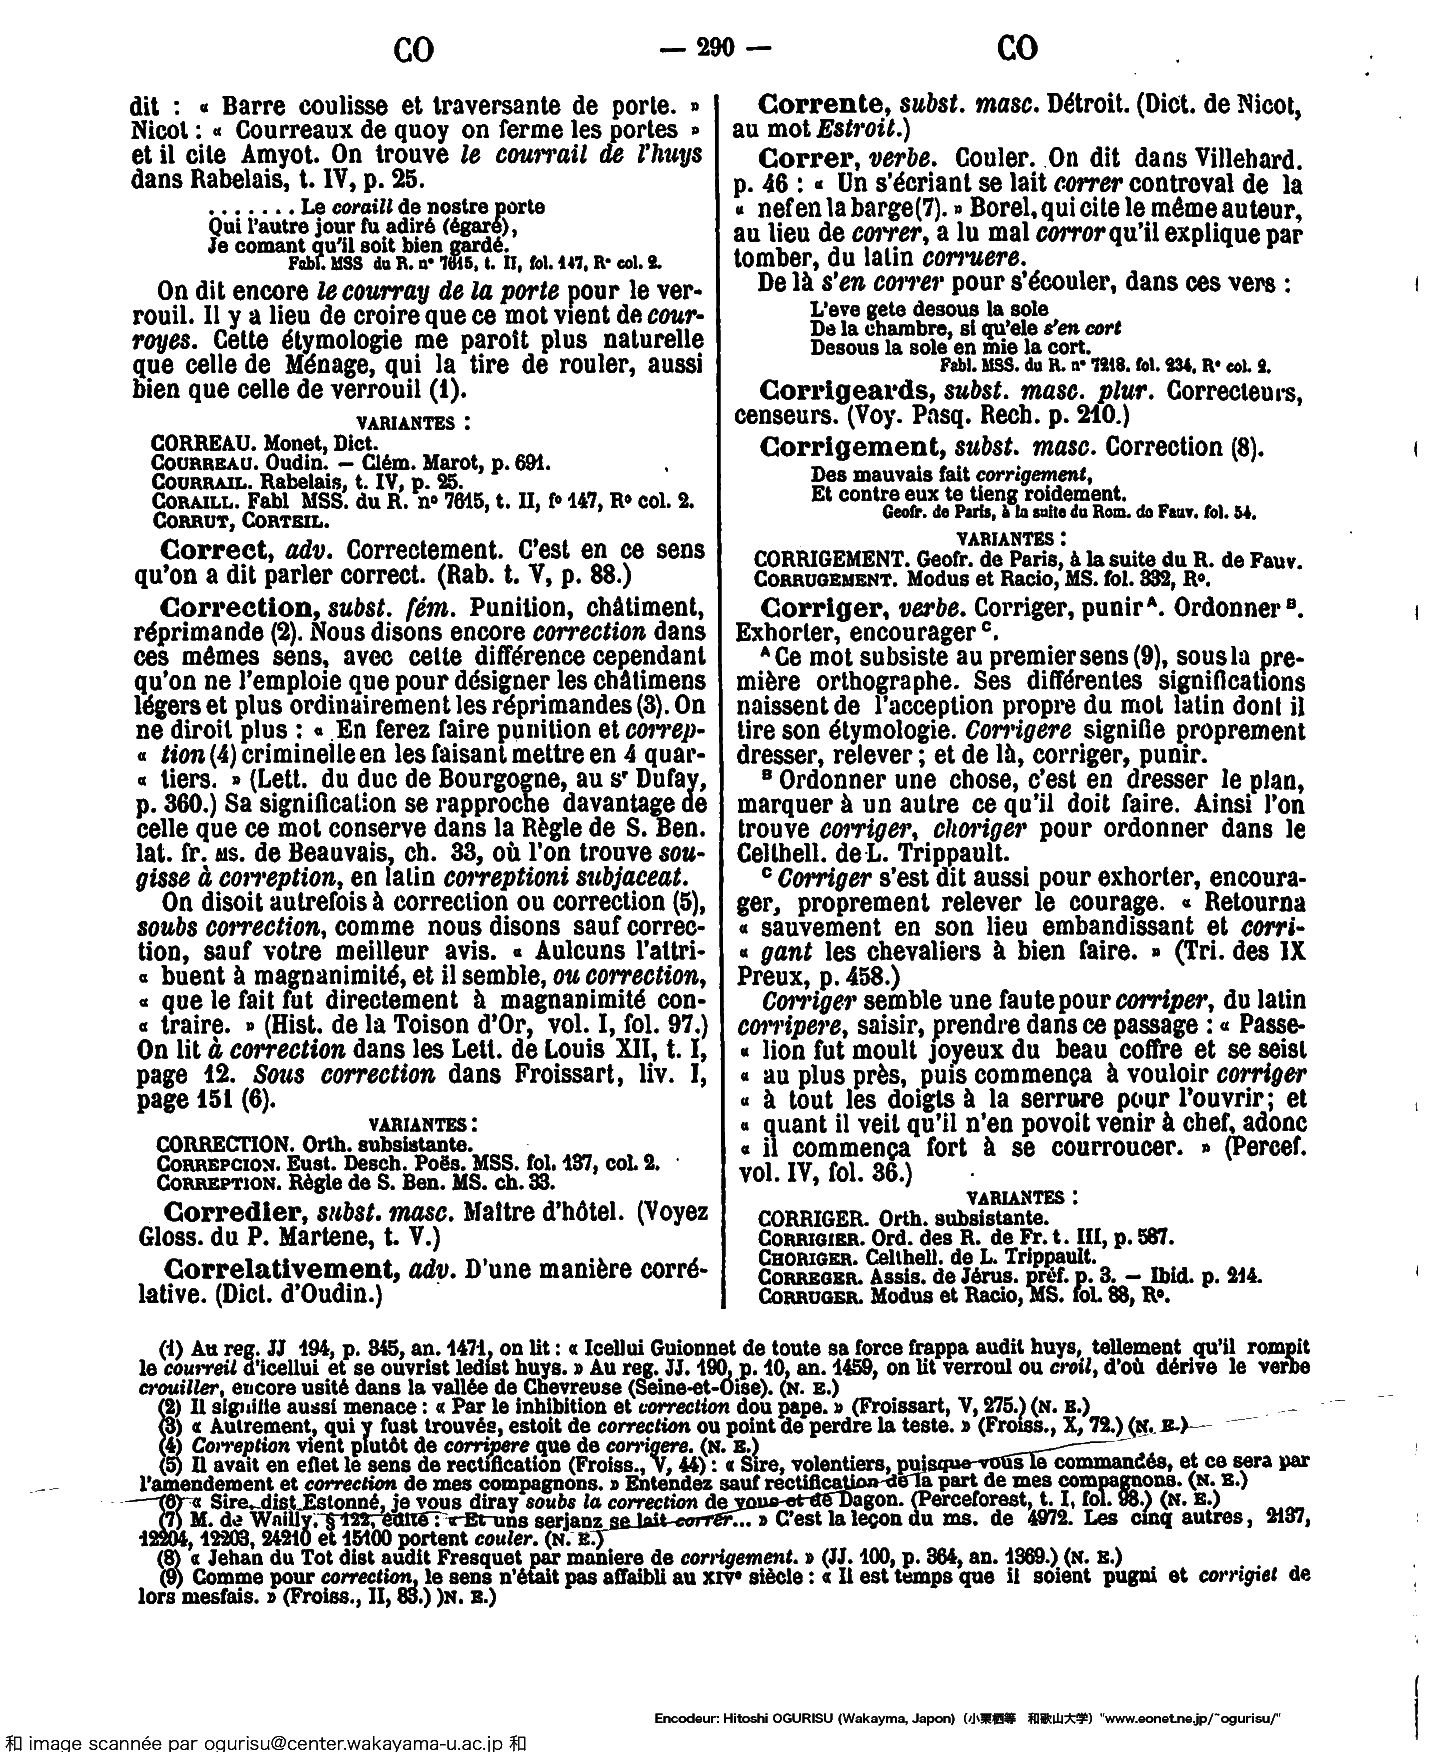 CO — 290 — CO
dit : « Barre coulisse et traversante de porte. »
Nicot : « Courreaux de quoy on ferme les portes »
et il cite Amyot. On trouve le courrail de l'huys
dans Rabelais, t. IV, p. 25.
. . . . . . . Le coraill de nostre porte
Qui l'autre jour fu adiré (égaré),
Je comant qu'il soit bien gardé.
Fabl. MSS du R. n° 7615, t. II, fol. 147, R° col. 2.
On dit encore le courray de la porte pour le ver-
rouil. Il y a lieu de croire que ce mot vient de cour-
royes. Cette étymologie me paroit plus naturelle
que celle de Ménage, qui la tire de rouler, aussi
bien que celle de verrouil (1).
VARIANTES :
CORREAU. Monet, Dict.
COURREAU. Oudin. — Clém. Marot, p. 691.
COURRAIL. Rabelais, t. IV, p. 25.
CORAILL. Fabl MSS. du R. n° 7615, t. II, f° 147, R° col. 2.
CORRUT, CORTEIL.
Correct, adv. Correctement. C'est en ce sens
qu'on a dit parler correct. (Rab. t. V, p. 88.)
Correction, subst. fém. Punition, châtiment,
réprimande (2). Nous disons encore correction dans
ces mêmes sens, avec cette différence cependant
qu'on ne l'emploie que pour désigner les châtimens
légers et plus ordinairement les réprimandes (3). On
ne diroit plus : « En ferez faire punition et correp-
« tion (4) criminelle en les faisant mettre en 4 quar-
« tiers. » (Lett. du duc de Bourgogne, au sr Dufay,
p. 360.) Sa signification se rapproche davantage de
celle que ce mot conserve dans la Règle de S. Ben.
lat. fr. MS. de Beauvais, ch. 33, où l'on trouve sou-
gisse à correption, en latin correptioni subjaceat.
On disoit autrefois à correction ou correction (5),
soubs correction, comme nous disons sauf correc-
tion, sauf votre meilleur avis. « Aulcuns l'attri-
« buent à magnanimité, et il semble, ou correction,
« que le fait fut directement à magnanimité con-
« traire. » (Hist. de la Toison d'Or, vol. I, fol. 97.)
On lit à correction dans les Lett. de Louis XII, t. I,
page 12. Sous correction dans Froissart, liv. I,
page 151 (6).
VARIANTES :
CORRECTION. Orth. subsistante.
CORREPCION. Eust. Desch. Poës. MSS. fol. 137, col. 2.
CORREPTION. Règle de S. Ben. MS. ch. 33.
Corredier, subst. masc. Maître d'hôtel. (Voyez
Gloss. du P. Martene, t. V.)
Correlativement, adv. D'une manière corré-
lative. (Dict. d'Oudin.)
Corrente, subst. masc. Détroit. (Dict. de Nicot,
au mot Estroit.)
Correr, verbe. Couler. On dit dans Villehard.
p. 46 : « Un s'écriant se lait correr controval de la
« nef en la barge (7). » Borel, qui cite le même auteur,
au lieu de correr, a lu mal corror qu'il explique par
tomber, du latin corruere.
De là s'en correr pour s'écouler, dans ces vers :
L'eve gete desous la sole
De la chambre, si qu'ele s'en cort
Desous la sole en mie la cort.
Fabl. MSS. du R. n° 7218. fol. 234, R° col. 2.
Corrigeards, subst. masc. plur. Correcteurs,
censeurs. (Voy. Pasq. Rech. p. 210.)
Corrigement, subst. masc. Correction (8).
Des mauvais fait corrigement,
Et contre eux te tieng roidement.
Geofr. de Paris, à la suite du Rom. de Fauv. fol. 54.
VARIANTES :
CORRIGEMENT. Geofr. de Paris, à la suite du R. de Fauv.
CORRUGEMENT. Modus et Racio, MS. fol. 332, R°.
Corriger, verbe. Corriger, punir A. Ordonner B.
Exhorter, encourager C.
A Ce mot subsiste au premier sens (9), sous la pre-
mière orthographe. Ses différentes significations
naissent de l'acception propre du mot latin dont il
tire son étymologie. Corrigere signifie proprement
dresser, relever ; et de là, corriger, punir.
B Ordonner une chose, c'est en dresser le plan,
marquer à un autre ce qu'il doit faire. Ainsi l'on
trouve corriger, choriger pour ordonner dans le
Celthell. de L. Trippault.
C Corriger s'est dit aussi pour exhorter, encoura-
ger, proprement relever le courage. « Retourna
« sauvement en son lieu embandissant et corri-
« gant les chevaliers à bien faire. » (Tri. des IX
Preux, p. 458.)
Corriger semble une faute pour corriper, du latin
corripere, saisir, prendre dans ce passage : « Passe-
« lion fut moult joyeux du beau coffre et se seist
« au plus près, puis commença à vouloir corriger
« à tout les doigts à la serrure pour l'ouvrir ; et
« quant il veit qu'il n'en povoit venir à chef, adonc
« il commença fort à se courroucer. » (Percef.
vol. IV, fol. 36.)
VARIANTES :
CORRIGER. Orth. subsistante.
CORRIGIER. Ord. des R. de Fr. t. III, p. 587.
CHORIGER. Celthell. de L. Trippault.
CORREGER. Assis. de Jérus. préf. p. 3. — Ibid. p. 214.
CORRUGER. Modus et Racio, MS. fol. 88, R°.
(1) Au reg. JJ 194, p. 345, an. 1471, on lit : « Icellui Guionnet de toute sa force frappa audit huys, tellement qu'il rompit
le courreil d'icellui et se ouvrist ledist huys. » Au reg. JJ. 190, p. 10, an. 1459, on lit verroul ou croil, d'où dérive le verbe
crouiller, encore usité dans la vallée de Chevreuse (Seine-et-Oise). (N. E.)
(2) Il signifie aussi menace : « Par le inhibition et correction dou pape. » (Froissart, V, 275.) (N. E.)
(3) « Autrement, qui y fust trouvés, estoit de correction ou point de perdre la teste. » (Froiss., X, 72.) (N. E.)
(4) Correption vient plutôt de corripere que de corrigere. (N. E.)
(5) Il avait en effet le sens de rectification (Froiss., V, 44) : « Sire, volentiers, puisque vous le commandés, et ce sera par
l'amendement et correction de mes compagnons. » Entendez sauf rectification de la part de mes compagnons. (N. E.)
(6) « Sire, dist Estonné, je vous diray soubs la correction de vous et de Dagon. (Perceforest, t. I, fol. 98.) (N. E.)
(7) M. de Wailly, § 122, édite : « Et uns serjanz se lait correr... » C'est la leçon du ms. de 4972. Les cinq autres, 2137,
12204, 12203, 24210 et 15100 portent couler. (N. E.)
(8) « Jehan du Tot dist audit Fresquet par maniere de corrigement. » (JJ. 100, p. 364, an. 1369.) (N. E.)
(9) Comme pour correction, le sens n'était pas affaibli au XIVe siècle : « Il est temps que il soient pugni et corrigiet de
lors mesfais. » (Froiss., II, 83.) )N. E.)
Encodeur: Hitoshi OGURISU (Wakayma, Japon) (小栗栖等 和歌山大学) "www.eonet.ne.jp/~ogurisu/"
和 image scannée par ogurisu@center.wakayama-u.ac.jp 和